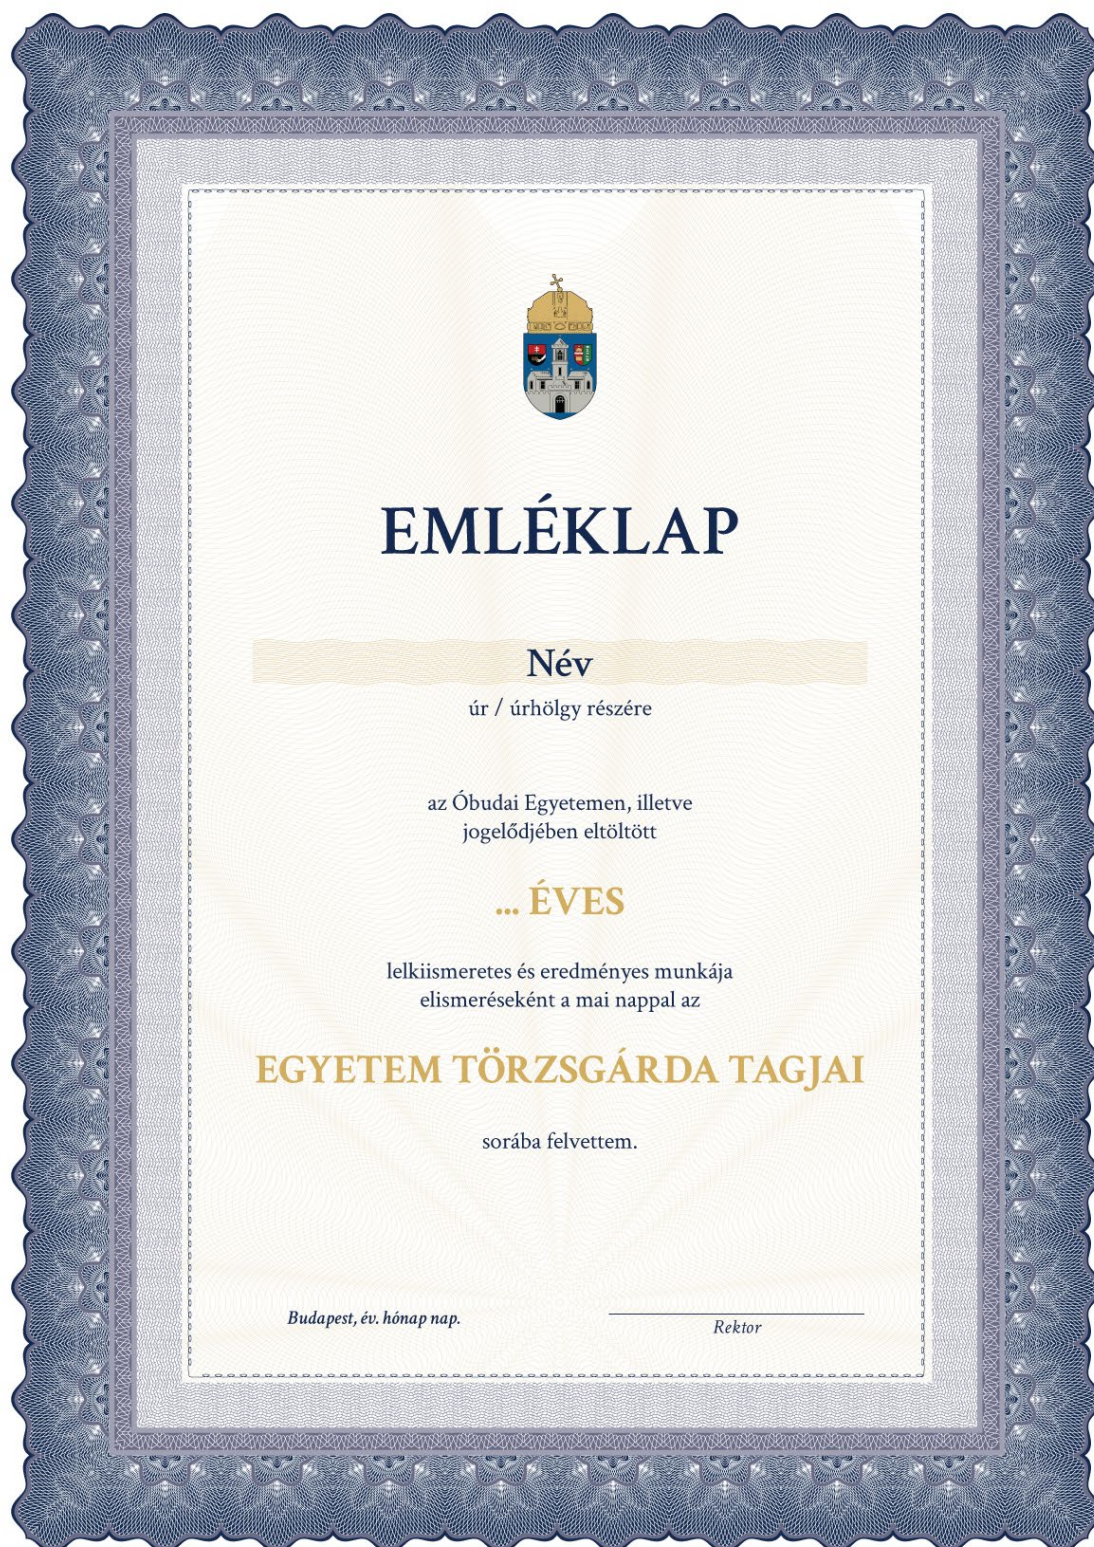 EMLÉKLAP
Név
úr / úrhölgy részére
az Óbudai Egyetemen, illetve
jogelődjében eltöltött
... ÉVES
lelkiismeretes és eredményes munkája
elismeréseként a mai nappal az
EGYETEM TÖRZSGÁRDA TAGJAI
sorába felvettem.
Budapest, év. hónap nap.
Rektor